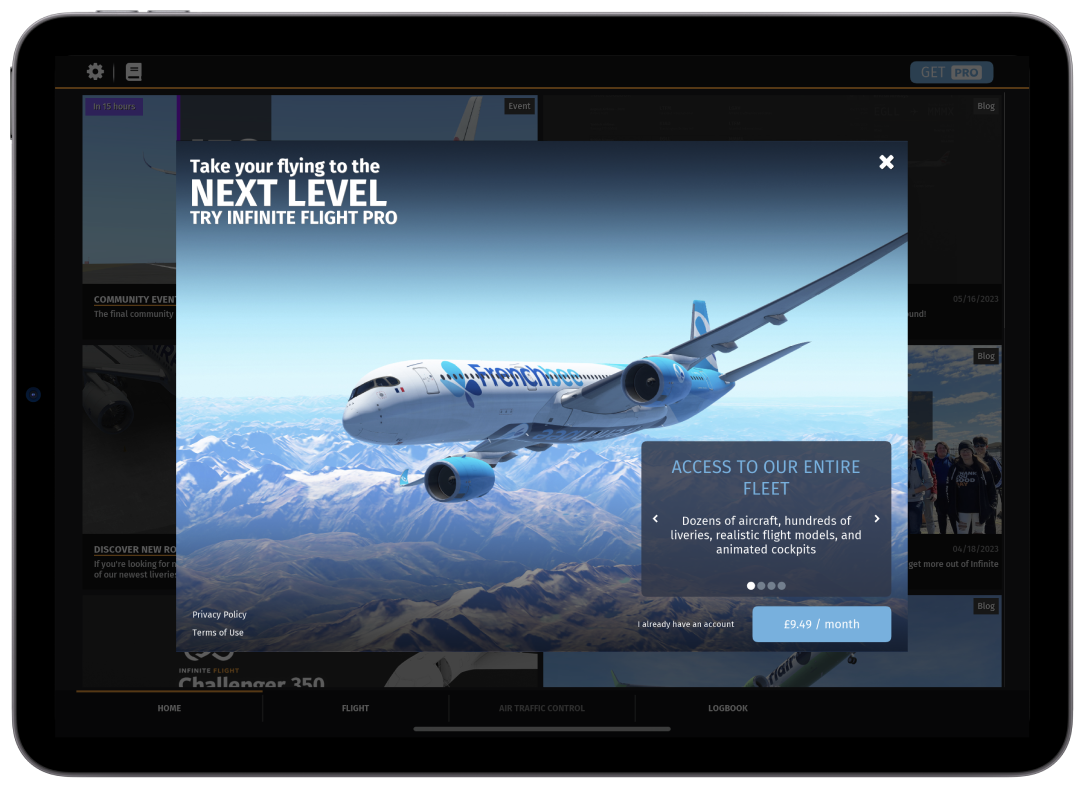 GET PRO
In 15 hours
Event
Blog
Take your flying to the
NEXT LEVEL
TRY INFINITE FLIGHT PRO
COMMUNITY EVEN
05/16/2023
The final community
und!
Blog
Frenchbee
ACCESS TO OUR ENTIRE
FLEET
Dozens of aircraft, hundreds of
liveries, realistic flight models, and
animated cockpits
DISCOVER NEW RO
04/18/2023
If you're looking for n
get more out of Infinite
of our newest liveries
Blog
Privacy Policy
Terms of Use
I already have an account
£9.49 / month
INFINITE FLIGHT
Challenger 350
HOME
FLIGHT
AIR TRAFFIC CONTROL
LOGBOOK